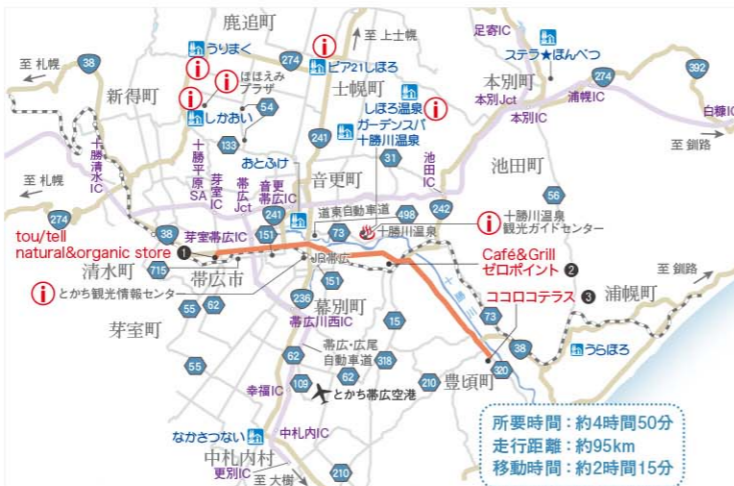 鹿追町
足寄IC
至 上士幌
ステラ★ほんべつ
うりまく
274
至 札幌
38
ピア21しほろ
ほほえみ
プラザ
本別町
392
新得町
士幌町
274
本別Jct
浦幌IC
54
しほろ温泉
白糠IC
しかおい
ガーデンスパ
十勝川温泉
本別IC
十勝清水IC
133
241
至 釧路
31
池田町
十勝平原SA
芽室IC
帯広Jct
音更帯広IC
おとふけ
音更町
池田IC
至 札幌
56
道東自動車道
242
498
274
38
241
十勝川温泉
観光ガイドセンター
tou/tell
natural&organic store
1
芽室帯広IC
151
73
十勝川温泉
清水町
715
帯広市
JR帯広
Café&Grill
ゼロポイント
2
至 釧路
とかち観光情報センター
151
十勝川
ココロコテラス
3
浦幌町
236
幕別町
芽室町
55
62
帯広川西IC
15
73
帯広・広尾
自動車道
38
うらほろ
62
318
55
320
62
豊頃町
幸福IC
109
とかち帯広空港
210
なかさつない
中札内IC
中札内村
更別IC
至 大樹
210
所要時間：約4時間50分
走行距離：約95km
移動時間：約2時間15分